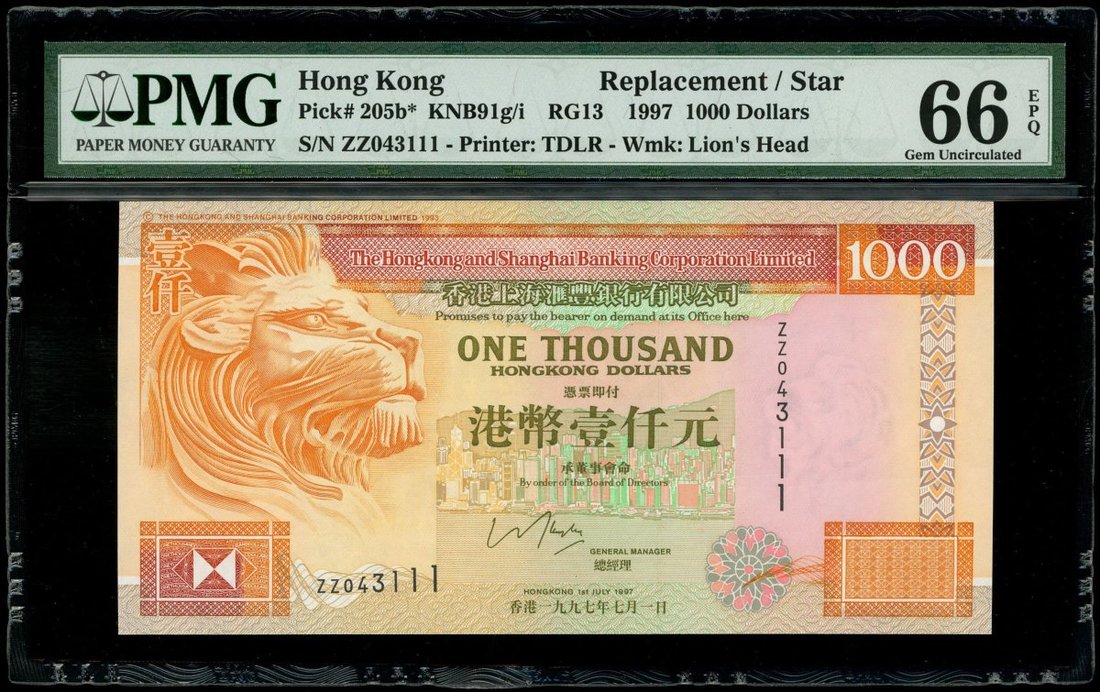 PMG
PAPER MONEY GUARANTY
Hong Kong Replacement / Star
Pick# 205b* KNB91g/i RG13 1997 1000 Dollars
S/N ZZ043111 - Printer: TDLR - Wmk: Lion's Head
66 EPQ
Gem Uncirculated
© THE HONGKONG AND SHANGHAI BANKING CORPORATION LIMITED 1993
壹仟
The Hongkong and Shanghai Banking Corporation Limited
1000
香港上海滙豐銀行有限公司
Promises to pay the bearer on demand at its Office here
ONE THOUSAND
HONGKONG DOLLARS
憑票即付
港幣壹仟元
承董事會命
By order of the Board of Directors
ZZ043111
GENERAL MANAGER
總經理
ZZ043111
HONGKONG 1st JULY 1997
香港一九九七年七月一日